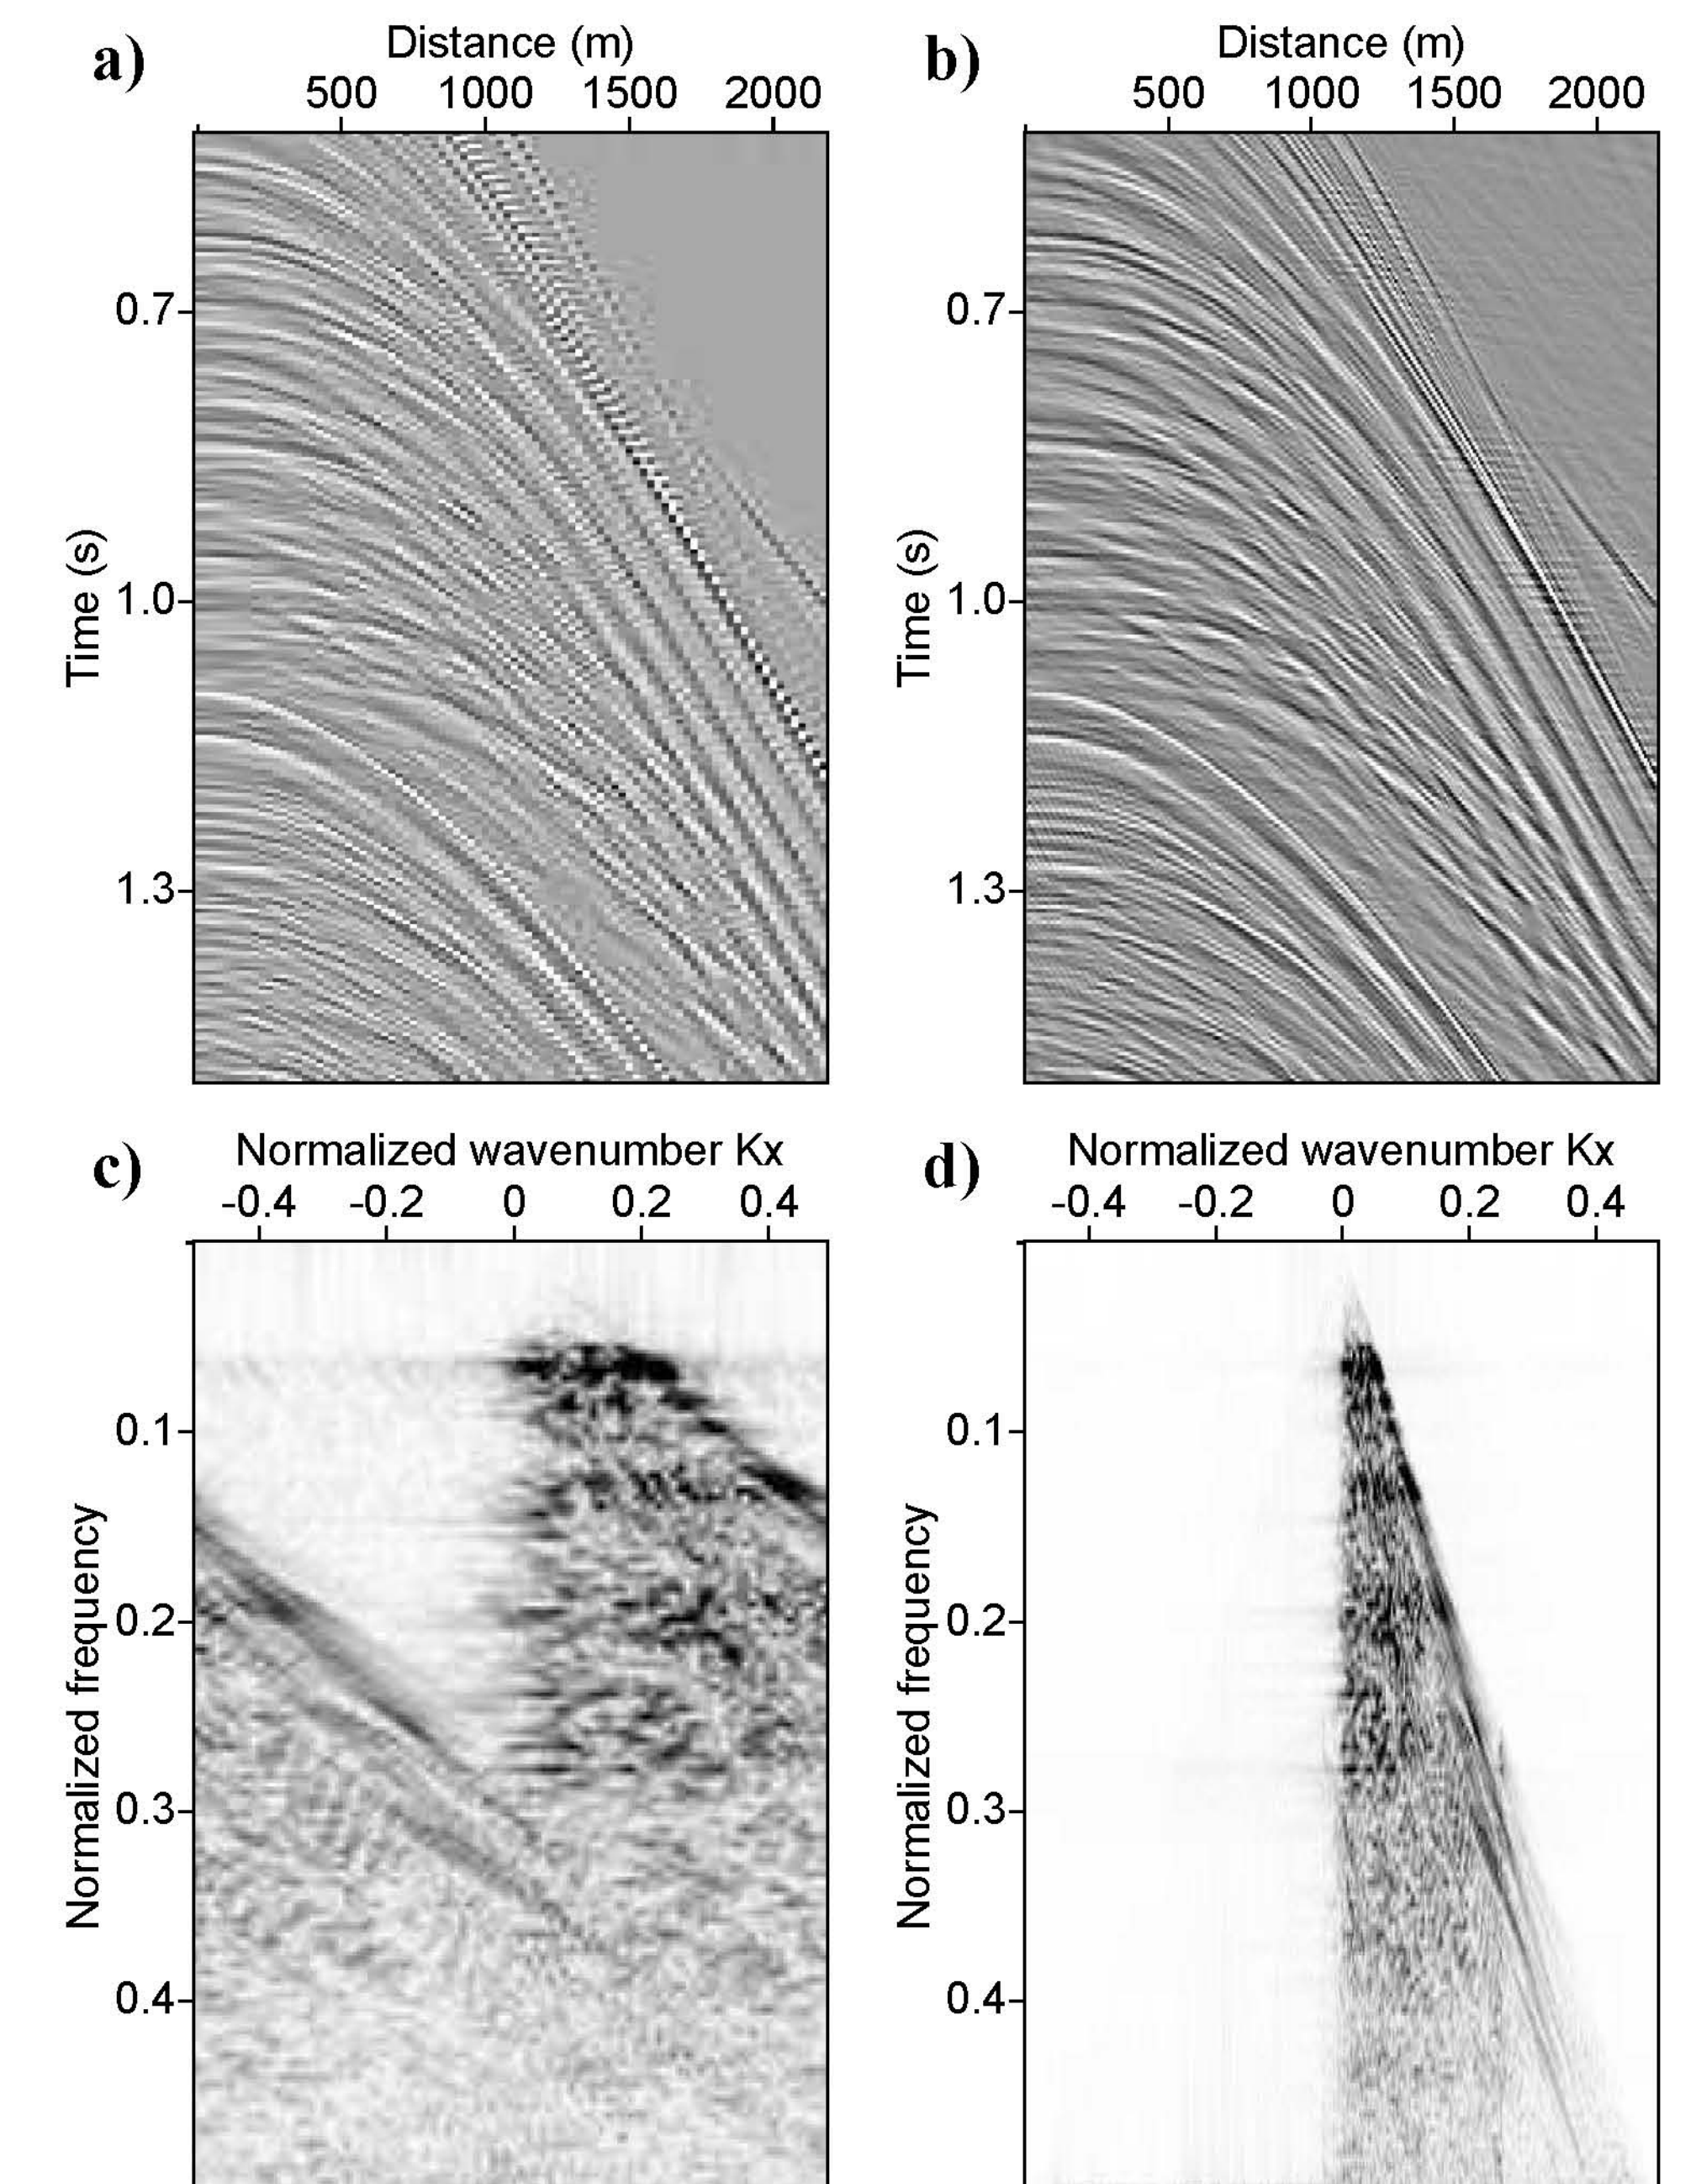 a)
Distance (m)
500 1000 1500 2000
0.7
1.0
1.3
Time (s)
b)
Distance (m)
500 1000 1500 2000
0.7
1.0
1.3
Time (s)
c)
Normalized wavenumber Kx
-0.4 -0.2 0 0.2 0.4
0.1
0.2
0.3
0.4
Normalized frequency
d)
Normalized wavenumber Kx
-0.4 -0.2 0 0.2 0.4
0.1
0.2
0.3
0.4
Normalized frequency